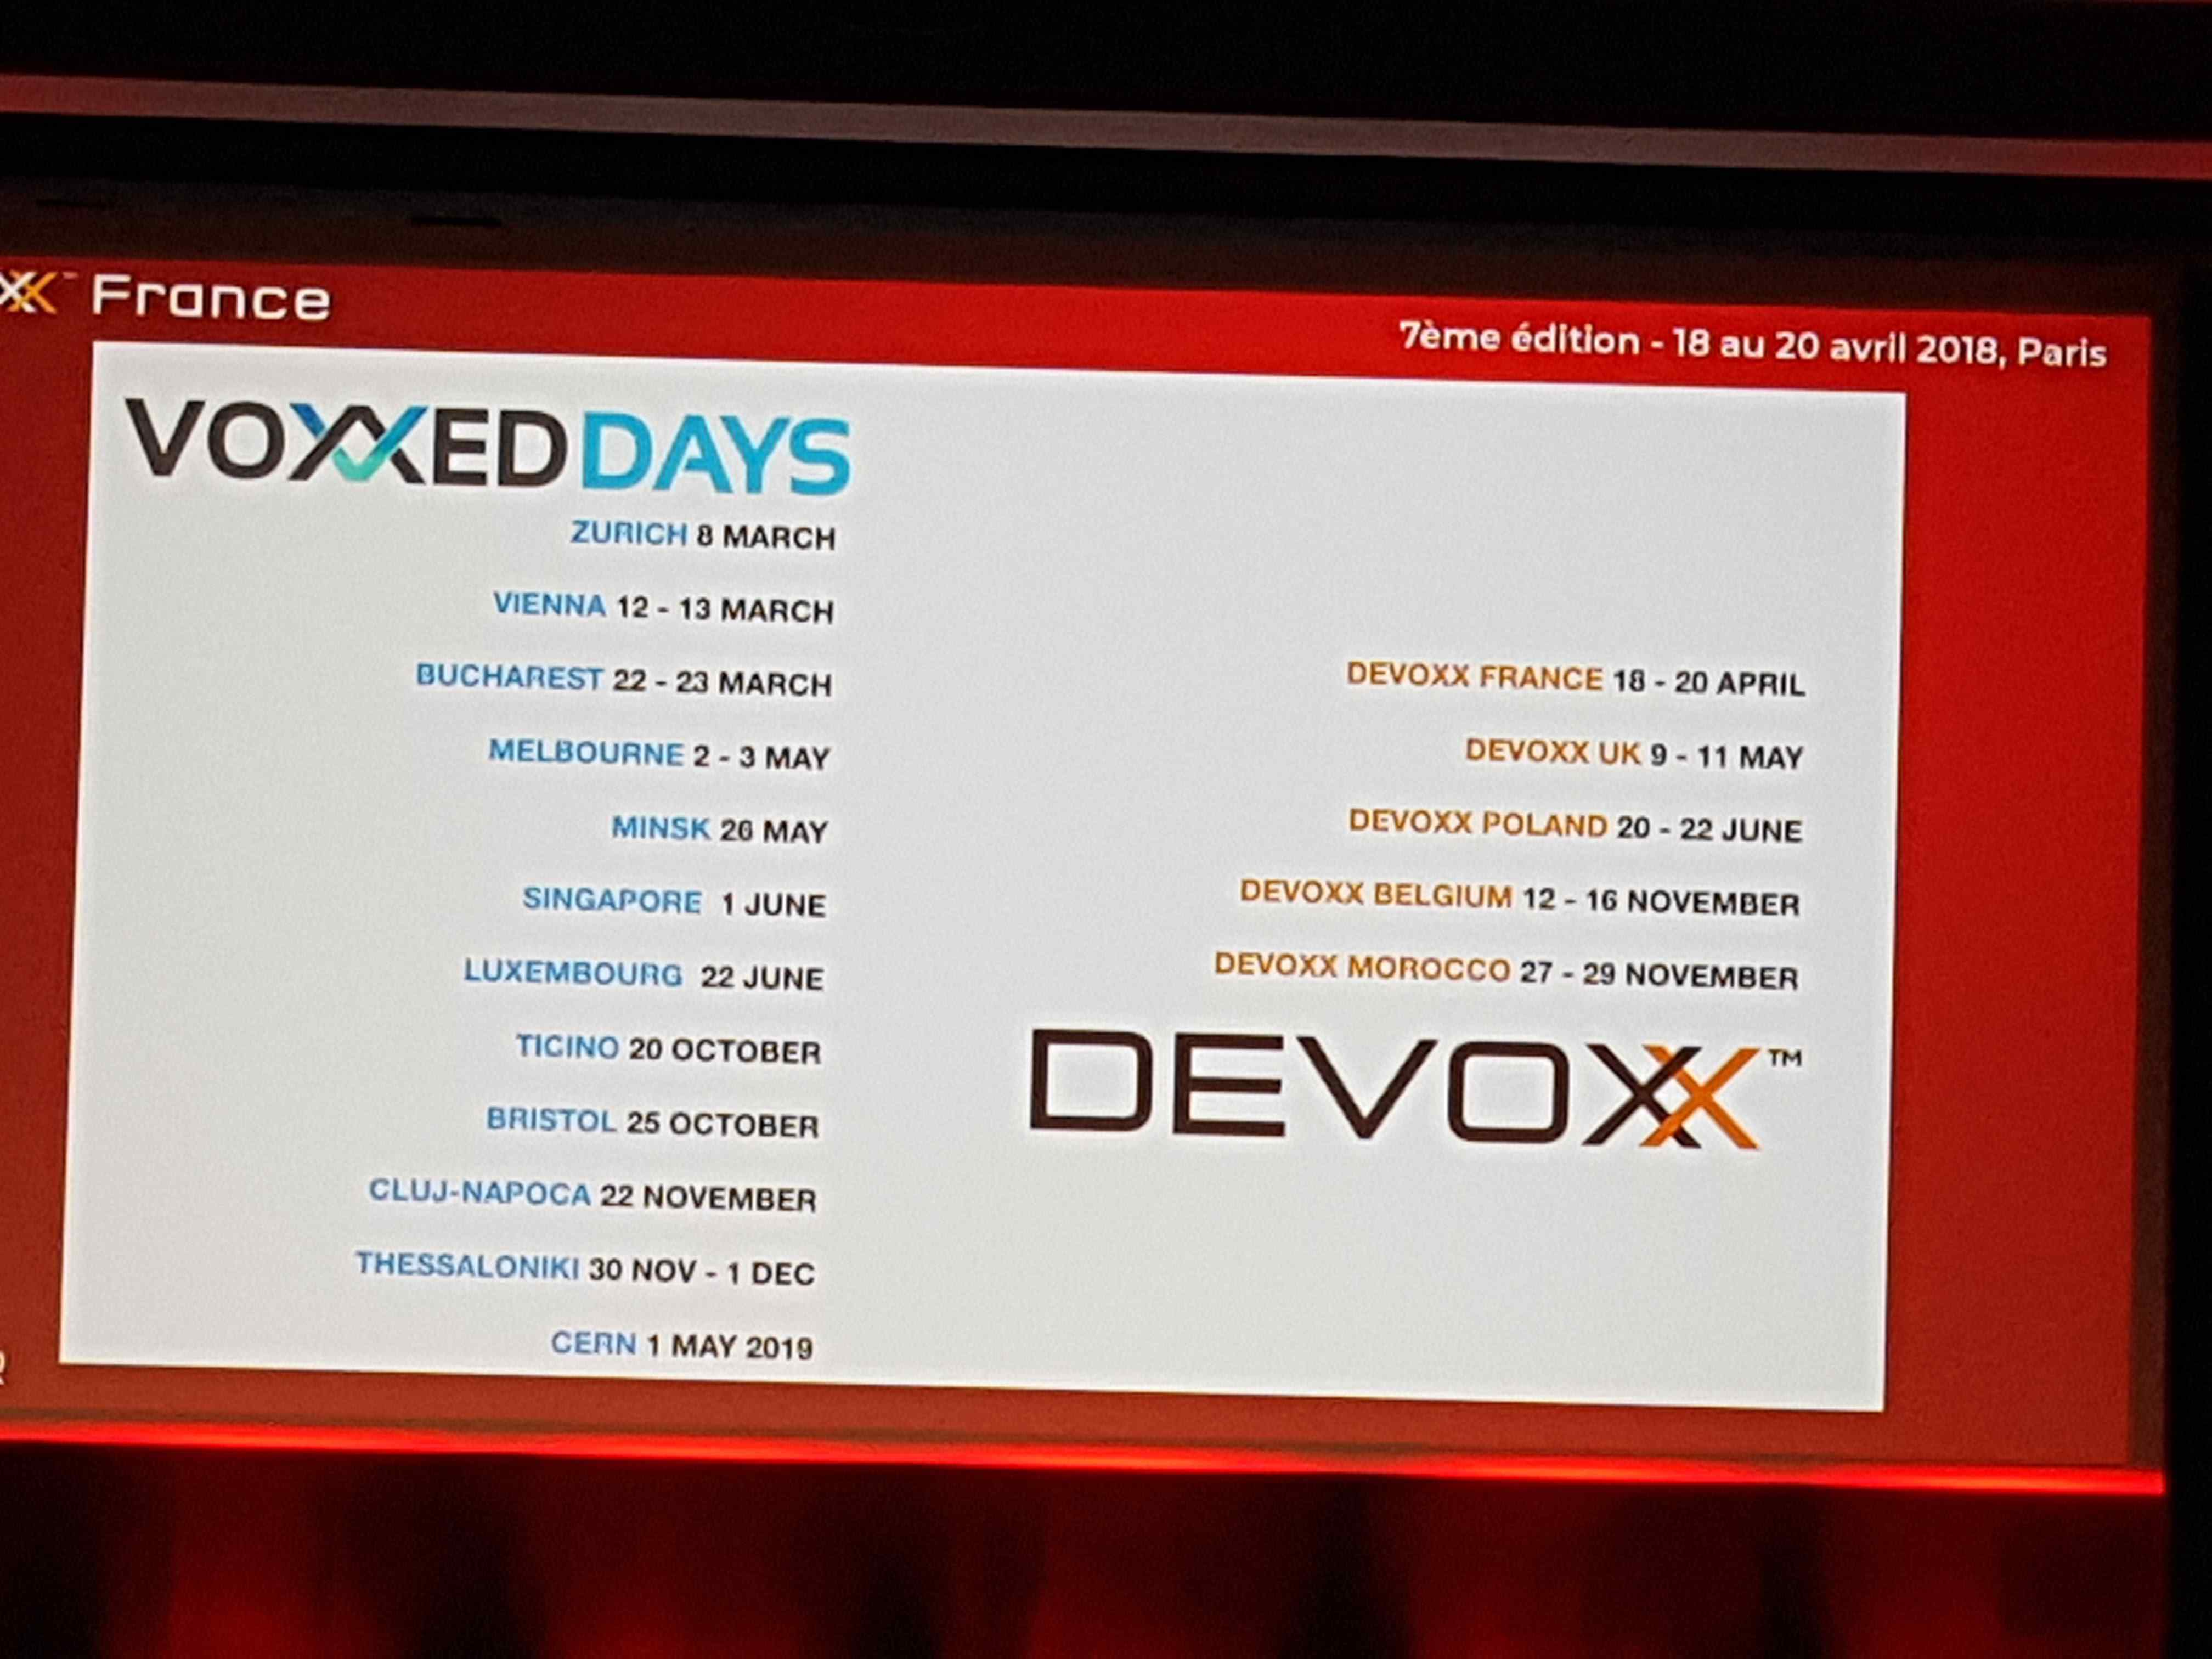 XX™ France
7ème édition - 18 au 20 avril 2018, Paris
VOXXED DAYS
ZURICH 8 MARCH
VIENNA 12 - 13 MARCH
BUCHAREST 22 - 23 MARCH
MELBOURNE 2 - 3 MAY
MINSK 26 MAY
SINGAPORE 1 JUNE
LUXEMBOURG 22 JUNE
TICINO 20 OCTOBER
BRISTOL 25 OCTOBER
CLUJ-NAPOCA 22 NOVEMBER
THESSALONIKI 30 NOV - 1 DEC
CERN 1 MAY 2019
DEVOXX FRANCE 18 - 20 APRIL
DEVOXX UK 9 - 11 MAY
DEVOXX POLAND 20 - 22 JUNE
DEVOXX BELGIUM 12 - 16 NOVEMBER
DEVOXX MOROCCO 27 - 29 NOVEMBER
DEVOXX™